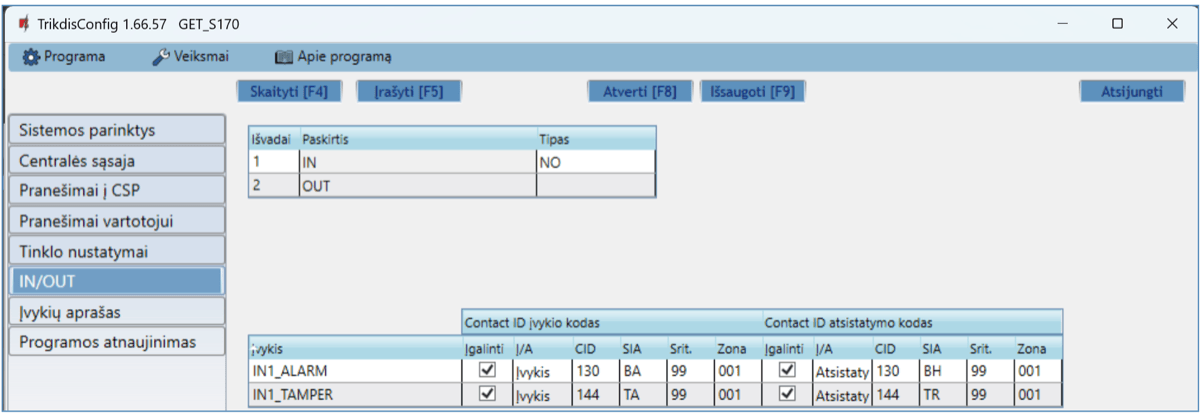 TrikdisConfig 1.66.57 GET_S170
Programa Veiksmai Apie programą
Skaityti [F4] Įrašyti [F5] Atverti [F8] Išsaugoti [F9] Atsijungti
Sistemos parinktys
Centralės sąsaja
Pranešimai į CSP
Pranešimai vartotojui
Tinklo nustatymai
IN/OUT
Įvykių aprašas
Programos atnaujinimas
Išvadai Paskirtis Tipas
1 IN NO
2 OUT
Contact ID įvykio kodas Contact ID atsistatymo kodas
Įvykis Įgalinti Į/A CID SIA Srit. Zona Įgalinti Į/A CID SIA Srit. Zona
IN1_ALARM Įvykis 130 BA 99 001 Atsistaty 130 BH 99 001
IN1_TAMPER Įvykis 144 TA 99 001 Atsistaty 144 TR 99 001